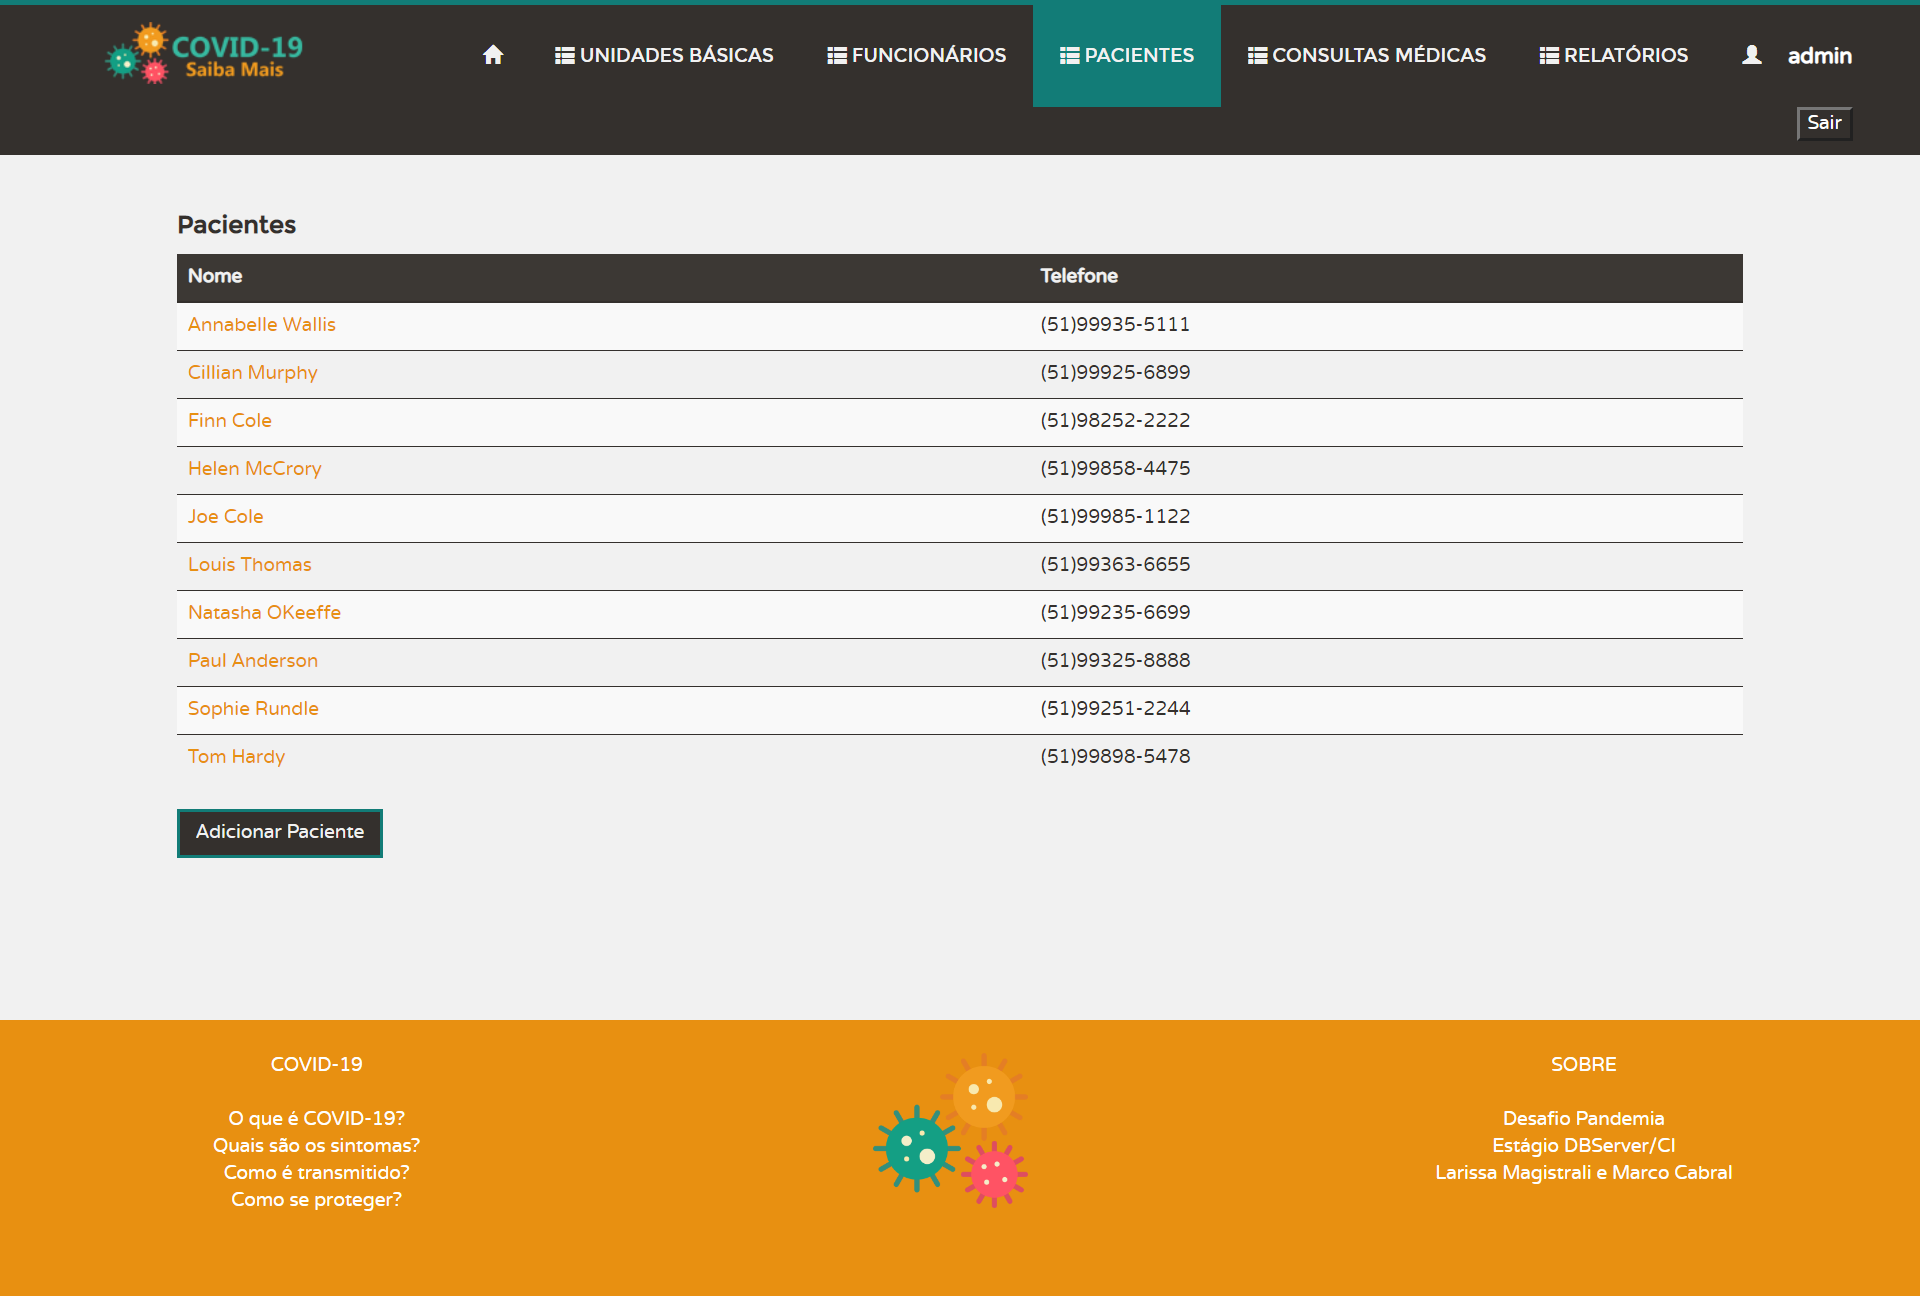 COVID-19
Saiba Mais
UNIDADES BÁSICAS
FUNCIONÁRIOS
PACIENTES
CONSULTAS MÉDICAS
RELATÓRIOS
admin
Sair
Pacientes
Nome Telefone
Annabelle Wallis (51)99935-5111
Cillian Murphy (51)99925-6899
Finn Cole (51)98252-2222
Helen McCrory (51)99858-4475
Joe Cole (51)99985-1122
Louis Thomas (51)99363-6655
Natasha OKeeffe (51)99235-6699
Paul Anderson (51)99325-8888
Sophie Rundle (51)99251-2244
Tom Hardy (51)99898-5478
Adicionar Paciente
COVID-19
O que é COVID-19?
Quais são os sintomas?
Como é transmitido?
Como se proteger?
SOBRE
Desafio Pandemia
Estágio DBServer/CI
Larissa Magistrali e Marco Cabral